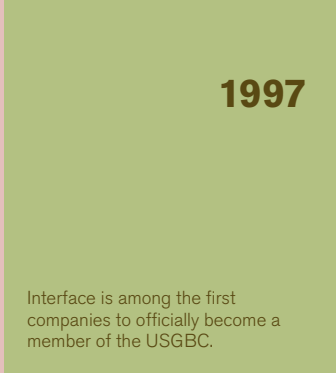 1997
Interface is among the first
companies to officially become a
member of the USGBC.